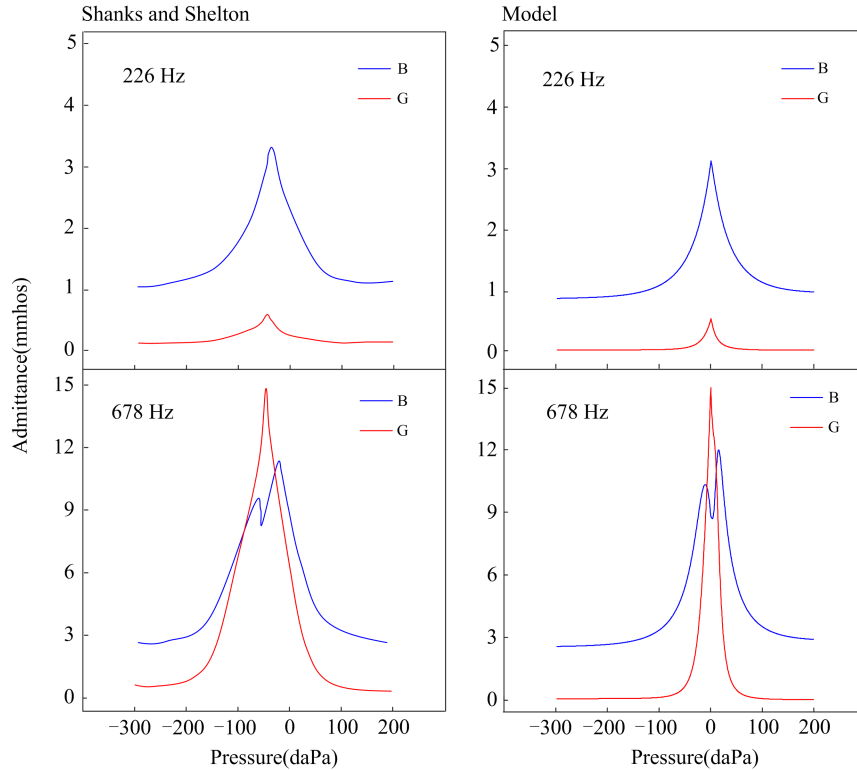 Shanks and Shelton
Model
Admittance(mmhos)
5
4
3
2
1
0
226 Hz
B
G
5
4
3
2
1
0
226 Hz
B
G
15
12
9
6
3
0
678 Hz
B
G
−300 −200 −100 0 100 200
Pressure(daPa)
15
12
9
6
3
0
678 Hz
B
G
−300 −200 −100 0 100 200
Pressure(daPa)